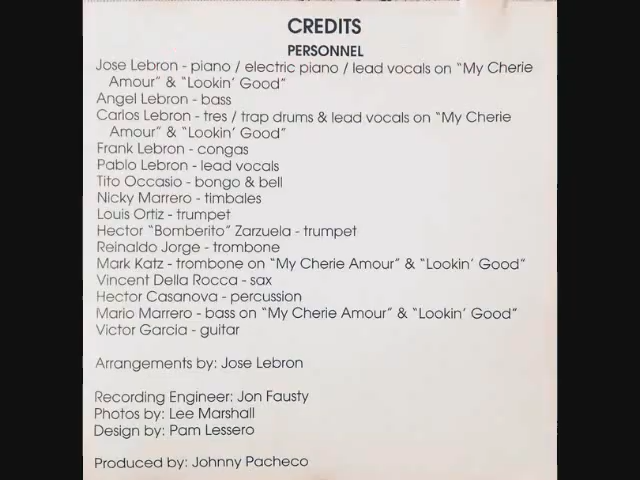 CREDITS
PERSONNEL
Jose Lebron - piano / electric piano / lead vocals on "My Cherie
Amour" & "Lookin' Good"
Angel Lebron - bass
Carlos Lebron - tres / trap drums & lead vocals on "My Cherie
Amour" & "Lookin' Good"
Frank Lebron - congas
Pablo Lebron - lead vocals
Tito Occasio - bongo & bell
Nicky Marrero - timbales
Louis Ortiz - trumpet
Hector "Bomberito" Zarzuela - trumpet
Reinaldo Jorge - trombone
Mark Katz - trombone on "My Cherie Amour" & "Lookin' Good"
Vincent Della Rocca - sax
Hector Casanova - percussion
Mario Marrero - bass on "My Cherie Amour" & "Lookin' Good"
Victor Garcia - guitar
Arrangements by: Jose Lebron
Recording Engineer: Jon Fausty
Photos by: Lee Marshall
Design by: Pam Lessero
Produced by: Johnny Pacheco